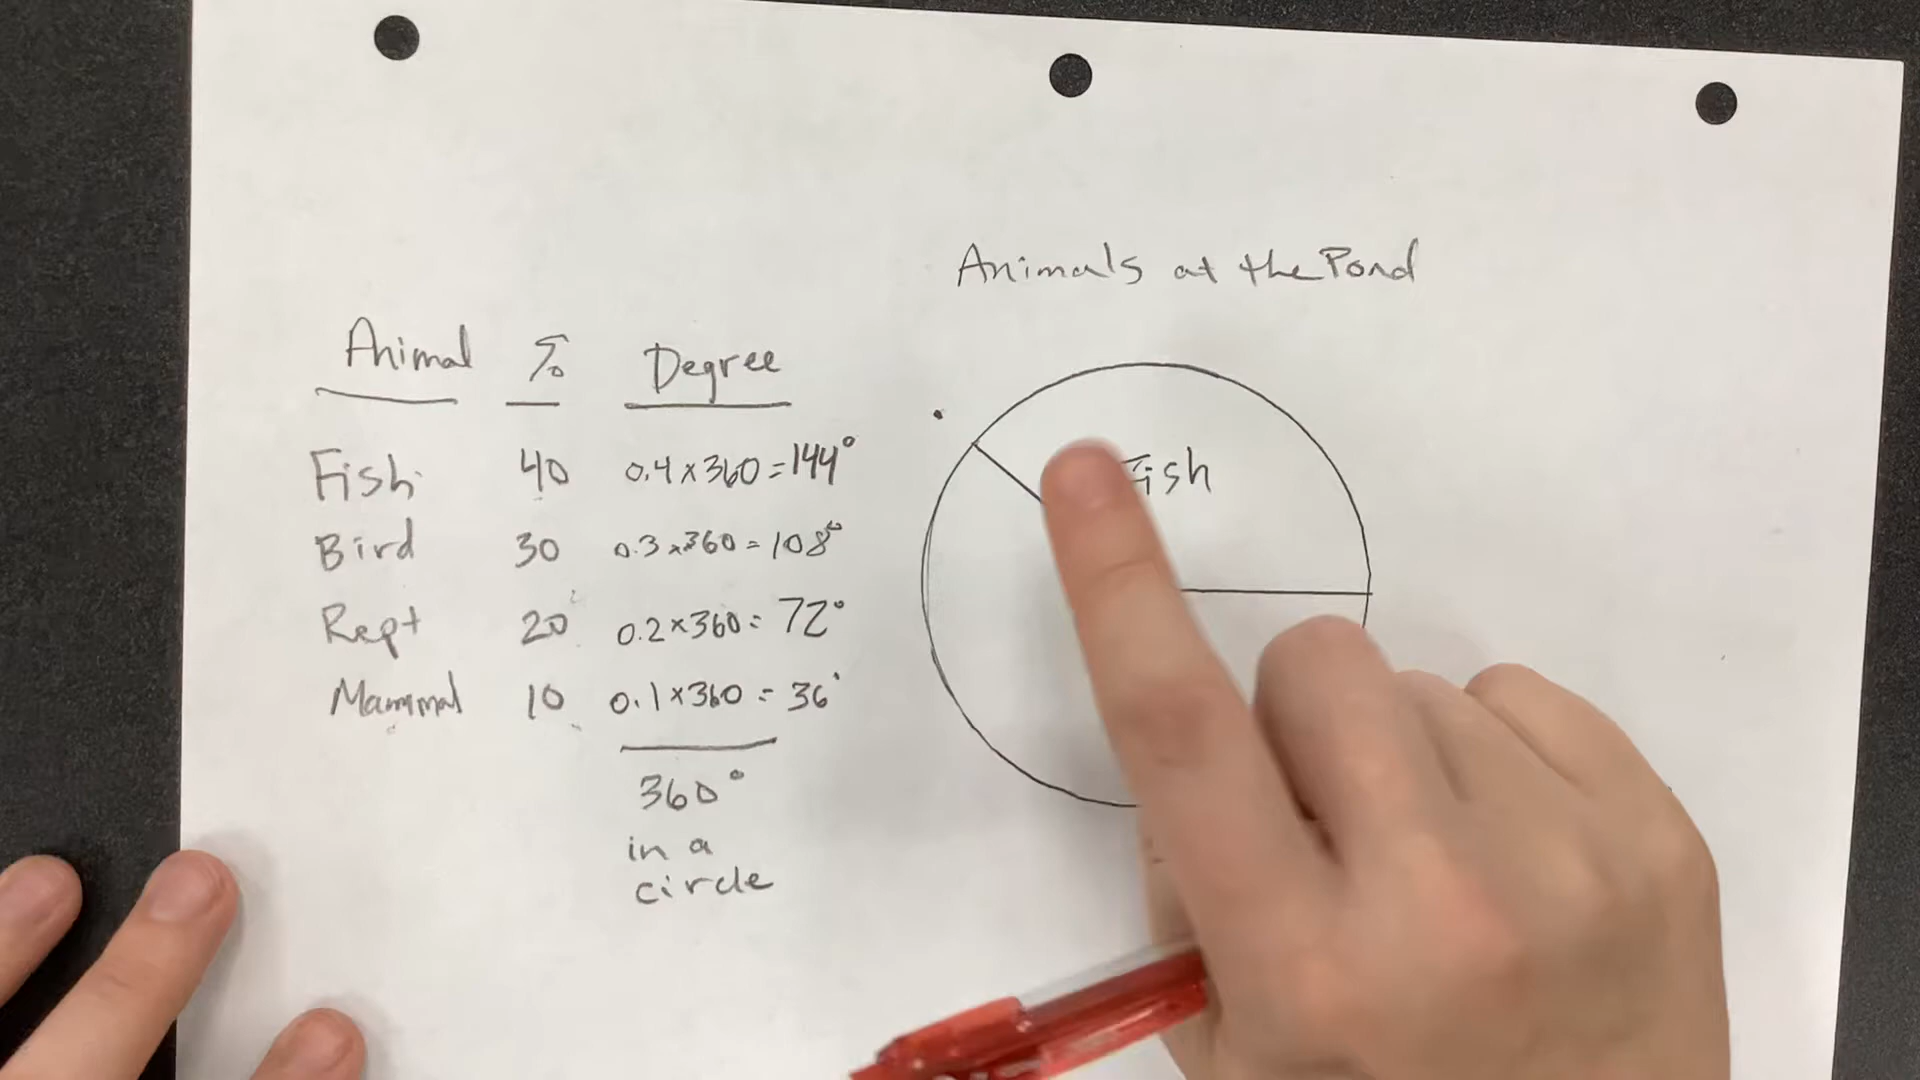 Animals at the Pond
Animal % Degree
Fish 40 0.4 x 360 = 144°
Bird 30 0.3 x 360 = 108°
Rept 20 0.2 x 360 = 72°
Mammal 10 0.1 x 360 = 36°
360°
in a
circle
Fish